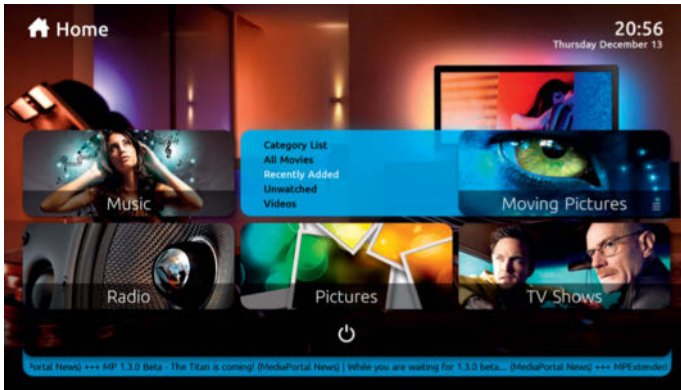 Home
20:56
Thursday December 13
Category List
All Movies
Recently Added
Unwatched
Videos
Music
Moving Pictures
Radio
Pictures
TV Shows
Portal News) +++ MP 1.3.0 Beta - The Titan is coming! (MediaPortal News) | While you are waiting for 1.3.0 beta... (MediaPortal News) +++ MPExtended